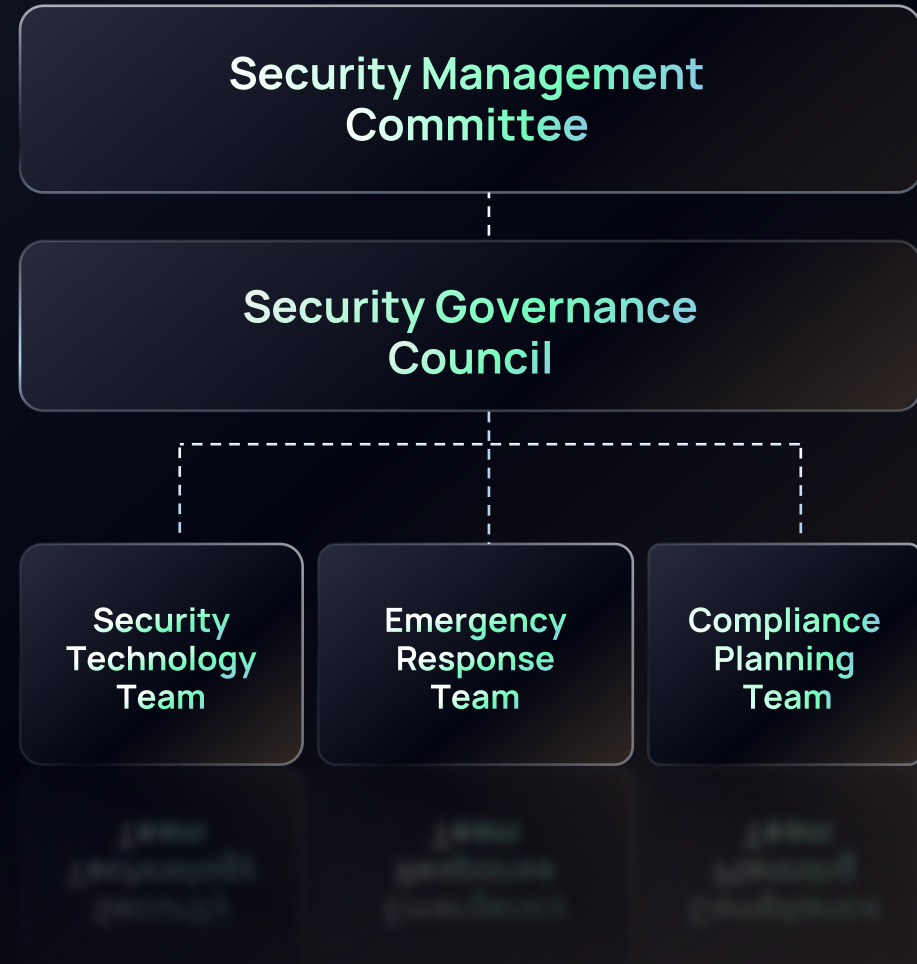 Security Management
Committee
Security Governance
Council
Security
Technology
Team
Emergency
Response
Team
Compliance
Planning
Team